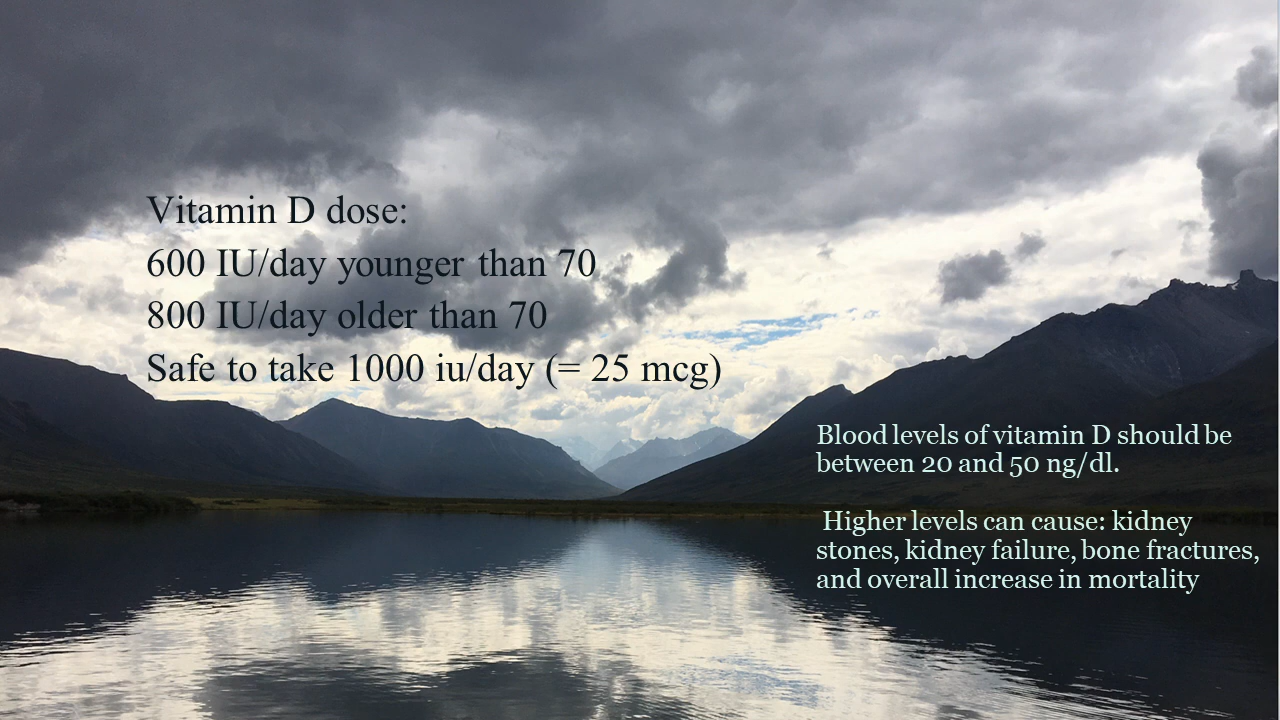 Vitamin D dose:
600 IU/day younger than 70
800 IU/day older than 70
Safe to take 1000 iu/day (= 25 mcg)
Blood levels of vitamin D should be
between 20 and 50 ng/dl.
Higher levels can cause: kidney
stones, kidney failure, bone fractures,
and overall increase in mortality